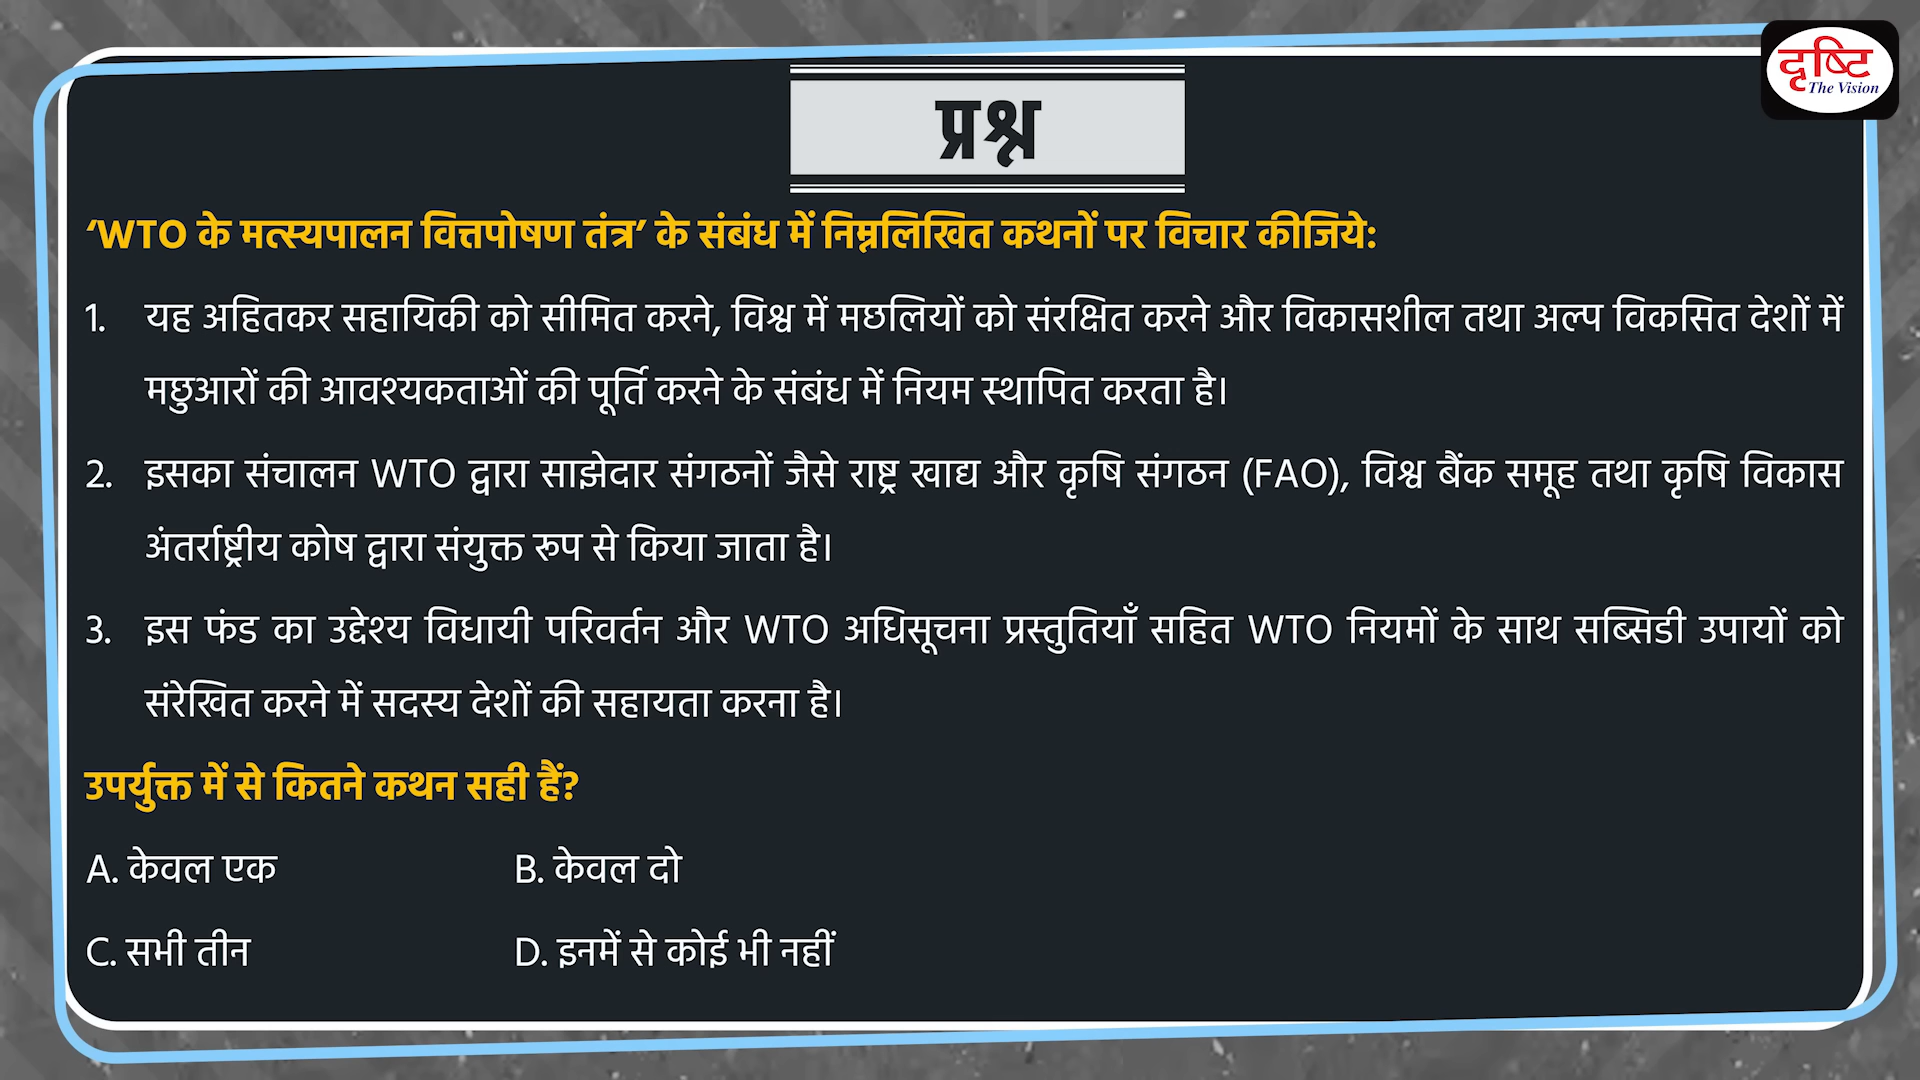 दृष्टि
The Vision
प्रश्न
‘WTO के मत्स्यपालन वित्तपोषण तंत्र’ के संबंध में निम्नलिखित कथनों पर विचार कीजिये:
1. यह अहितकर सहायिकी को सीमित करने, विश्व में मछलियों को संरक्षित करने और विकासशील तथा अल्प विकसित देशों में
मछुआरों की आवश्यकताओं की पूर्ति करने के संबंध में नियम स्थापित करता है।
2. इसका संचालन WTO द्वारा साझेदार संगठनों जैसे राष्ट्र खाद्य और कृषि संगठन (FAO), विश्व बैंक समूह तथा कृषि विकास
अंतर्राष्ट्रीय कोष द्वारा संयुक्त रूप से किया जाता है।
3. इस फंड का उद्देश्य विधायी परिवर्तन और WTO अधिसूचना प्रस्तुतियाँ सहित WTO नियमों के साथ सब्सिडी उपायों को
संरेखित करने में सदस्य देशों की सहायता करना है।
उपर्युक्त में से कितने कथन सही हैं?
A. केवल एक B. केवल दो
C. सभी तीन D. इनमें से कोई भी नहीं